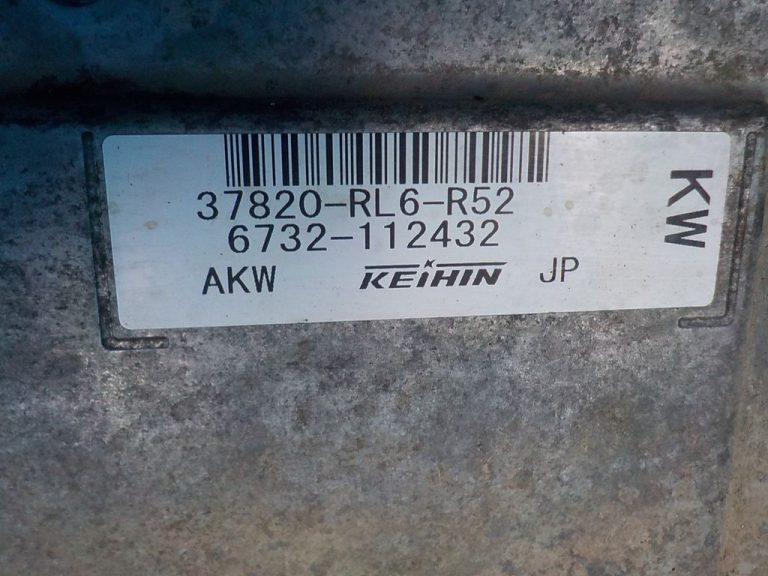 37820-RL6-R52
6732-112432
AKW KEIHIN JP
KW